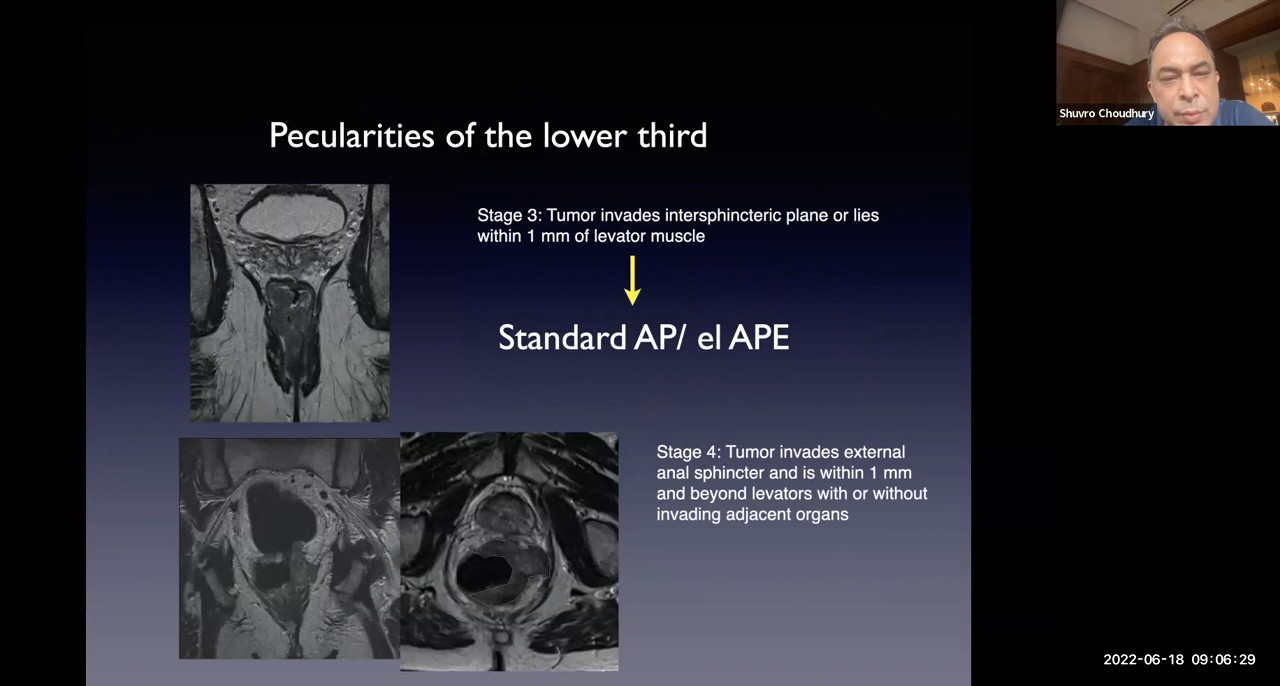 Pecularities of the lower third
Shuvro Choudhury
Stage 3: Tumor invades intersphincteric plane or lies
within 1 mm of levator muscle
Standard AP/ el APE
Stage 4: Tumor invades external
anal sphincter and is within 1 mm
and beyond levators with or without
invading adjacent organs
2022-06-18 09:06:29